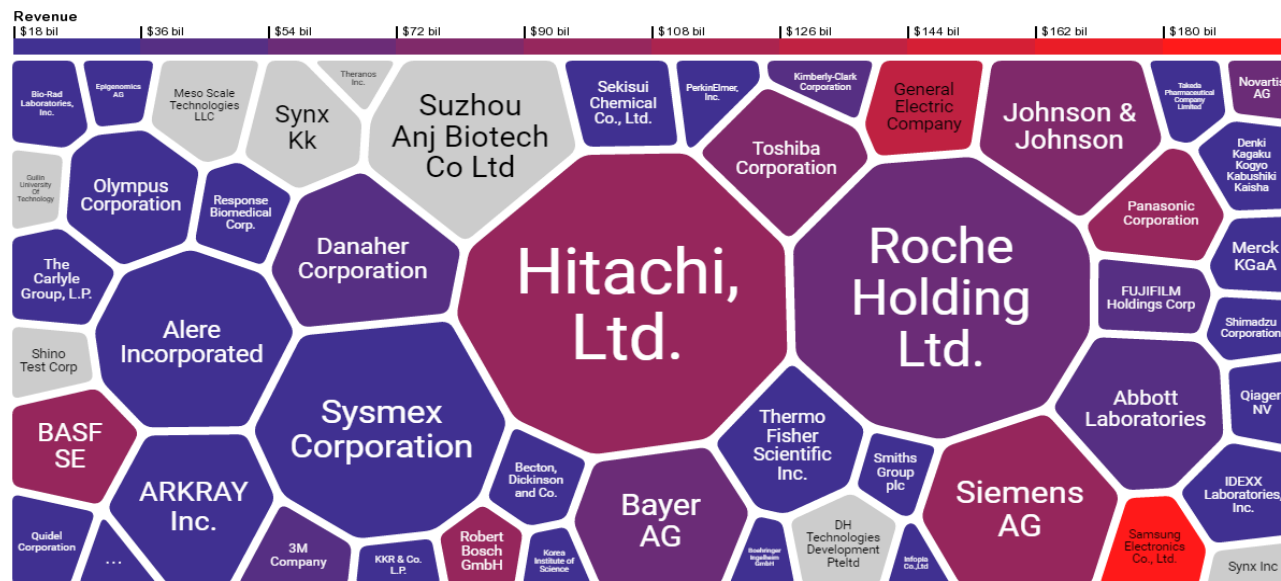 Revenue
$18 bil
$36 bil
$54 bil
$72 bil
$90 bil
$108 bil
$126 bil
$144 bil
$162 bil
$180 bil
Bio-Rad
Laboratories,
Inc.
Epigenomics
AG
Meso Scale
Technologies
LLC
Synx
Kk
Theranos
Inc.
Suzhou
Anj Biotech
Co Ltd
Sekisui
Chemical
Co., Ltd.
PerkinElmer,
Inc.
Kimberly-Clark
Corporation
General
Electric
Company
Johnson &
Johnson
Takeda
Pharmaceutical
Company
Limited
Novartis
AG
Guilin
University
Of
Technology
Olympus
Corporation
Response
Biomedical
Corp.
Danaher
Corporation
Hitachi,
Ltd.
Toshiba
Corporation
Roche
Holding
Ltd.
Panasonic
Corporation
Denki
Kagaku
Kogyo
Kabushiki
Kaisha
The
Carlyle
Group, L.P.
Alere
Incorporated
FUJIFILM
Holdings Corp
Merck
KGaA
Shimadzu
Corporation
Shino
Test Corp
Sysmex
Corporation
Thermo
Fisher
Scientific
Inc.
Abbott
Laboratories
Qiagen
NV
BASF
SE
ARKRAY
Inc.
Becton,
Dickinson
and Co.
Bayer
AG
Smiths
Group
plc
Siemens
AG
IDEXX
Laboratories,
Inc.
Quidel
Corporation
...
3M
Company
KKR & Co.
L.P.
Robert
Bosch
GmbH
Korea
Institute of
Science
Boehringer
Ingelheim
GmbH
DH
Technologies
Development
Pteltd
Infopia
Co.,Ltd
Samsung
Electronics
Co., Ltd.
Synx Inc